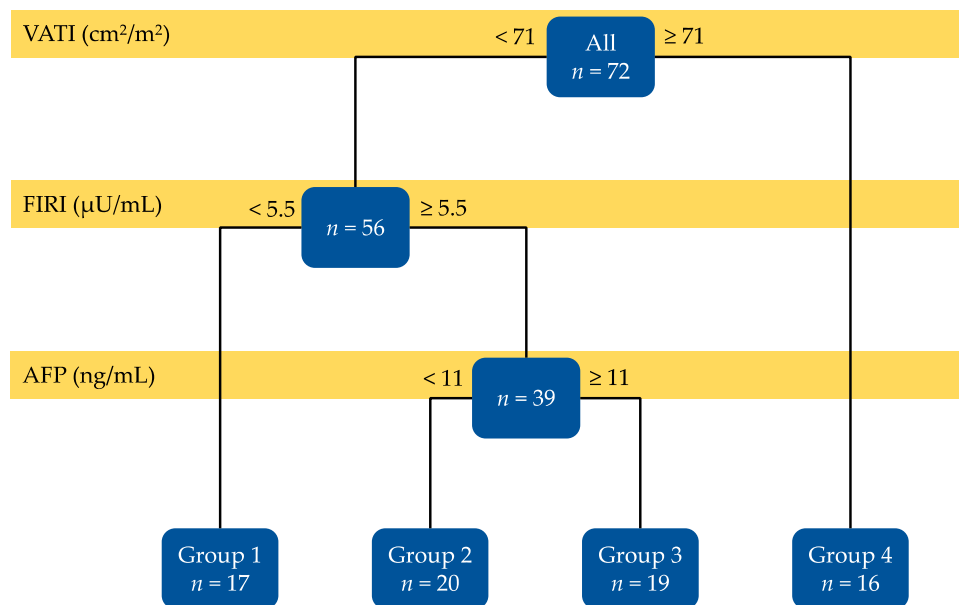 VATI (cm²/m²)
< 71
All
n = 72
≥ 71
FIRI (µU/mL)
< 5.5
n = 56
≥ 5.5
AFP (ng/mL)
< 11
n = 39
≥ 11
Group 1
n = 17
Group 2
n = 20
Group 3
n = 19
Group 4
n = 16